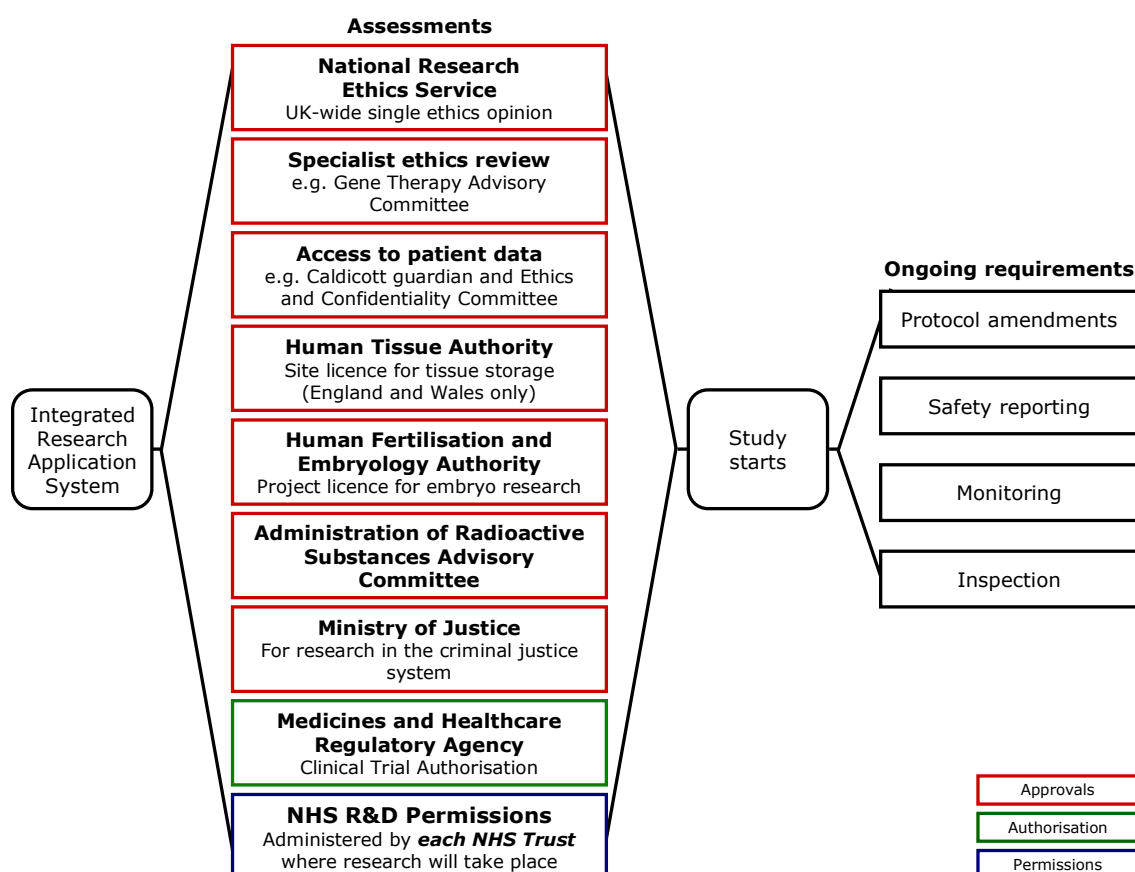 Assessments
National Research
Ethics Service
UK-wide single ethics opinion
Specialist ethics review
e.g. Gene Therapy Advisory
Committee
Access to patient data
e.g. Caldicott guardian and Ethics
and Confidentiality Committee
Human Tissue Authority
Site licence for tissue storage
(England and Wales only)
Human Fertilisation and
Embryology Authority
Project licence for embryo research
Administration of Radioactive
Substances Advisory
Committee
Ministry of Justice
For research in the criminal justice
system
Medicines and Healthcare
Regulatory Agency
Clinical Trial Authorisation
NHS R&D Permissions
Administered by each NHS Trust
where research will take place
Integrated
Research
Application
System
Study
starts
Ongoing requirements
Protocol amendments
Safety reporting
Monitoring
Inspection
Approvals
Authorisation
Permissions